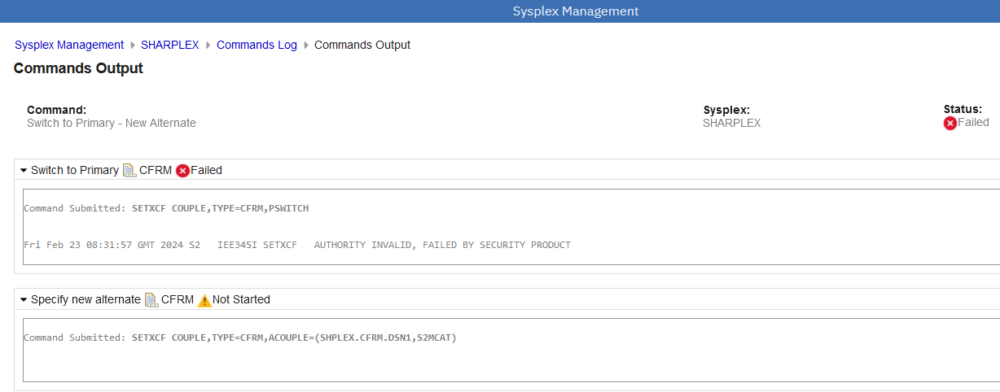 Sysplex Management
Sysplex Management SHARPLEX Commands Log Commands Output
Commands Output
Command: Sysplex: Status:
Switch to Primary - New Alternate SHARPLEX Failed
Switch to Primary CFRM Failed
Command Submitted: SETXCF COUPLE,TYPE=CFRM,PSWITCH
Fri Feb 23 08:31:57 GMT 2024 S2 IEE345I SETXCF AUTHORITY INVALID, FAILED BY SECURITY PRODUCT
Specify new alternate CFRM Not Started
Command Submitted: SETXCF COUPLE,TYPE=CFRM,ACOUPLE=(SHPLEX.CFRM.DSN1,S2MCAT)